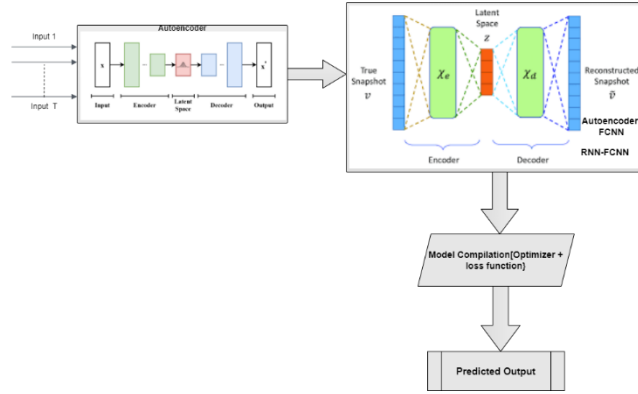 Autoencoder
Input 1
Input T
x
x'
Input
Encoder
Latent
Space
Decoder
Output
Latent
Space
z
True
Snapshot
v
χe
χd
Reconstructed
Snapshot
ṽ
Autoencoder
FCNN
RNN-FCNN
Encoder
Decoder
Model Compilation{Optimizer +
loss function}
Predicted Output